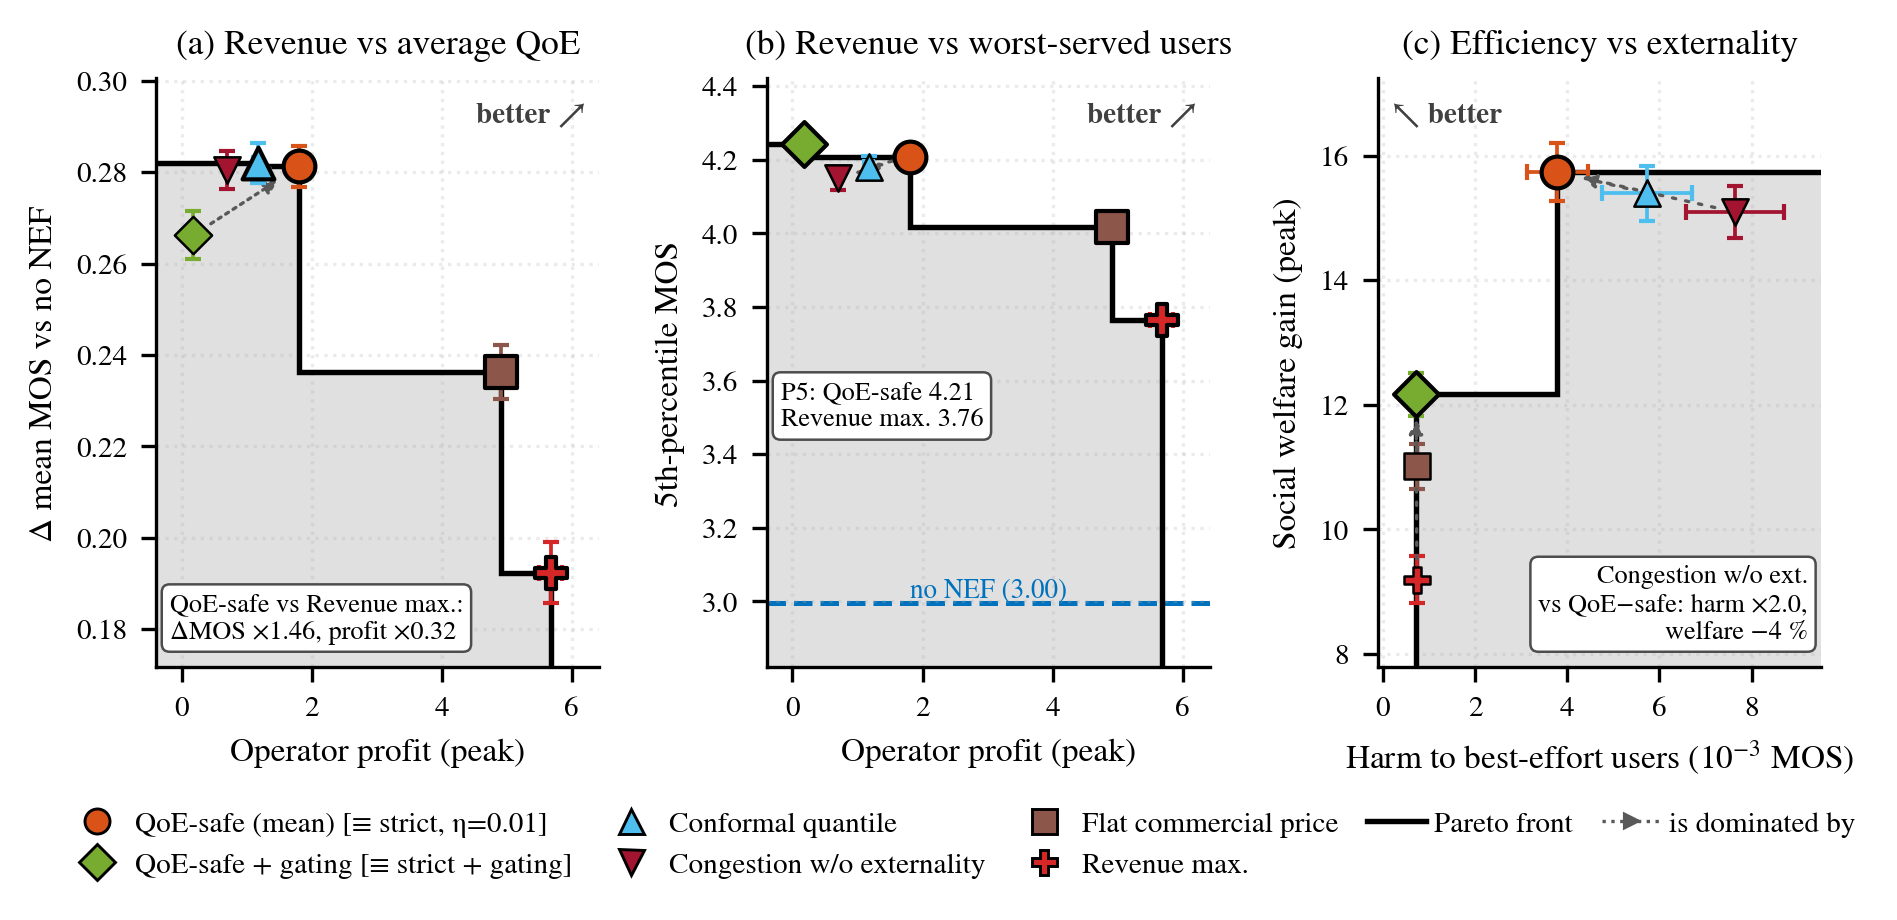 (a) Revenue vs average QoE
Δ mean MOS vs no NEF
0.30
0.28
0.26
0.24
0.22
0.20
0.18
better ↗
QoE-safe vs Revenue max.:
ΔMOS ×1.46, profit ×0.32
0 2 4 6
Operator profit (peak)
(b) Revenue vs worst-served users
5th-percentile MOS
4.4
4.2
4.0
3.8
3.6
3.4
3.2
3.0
better ↗
P5: QoE-safe 4.21
Revenue max. 3.76
no NEF (3.00)
0 2 4 6
Operator profit (peak)
(c) Efficiency vs externality
Social welfare gain (peak)
16
14
12
10
8
↖ better
Congestion w/o ext.
vs QoE−safe: harm ×2.0,
welfare −4 %
0 2 4 6 8
Harm to best-effort users (10⁻³ MOS)
QoE-safe (mean) [≡ strict, η=0.01]
QoE-safe + gating [≡ strict + gating]
Conformal quantile
Congestion w/o externality
Flat commercial price
Revenue max.
Pareto front
is dominated by